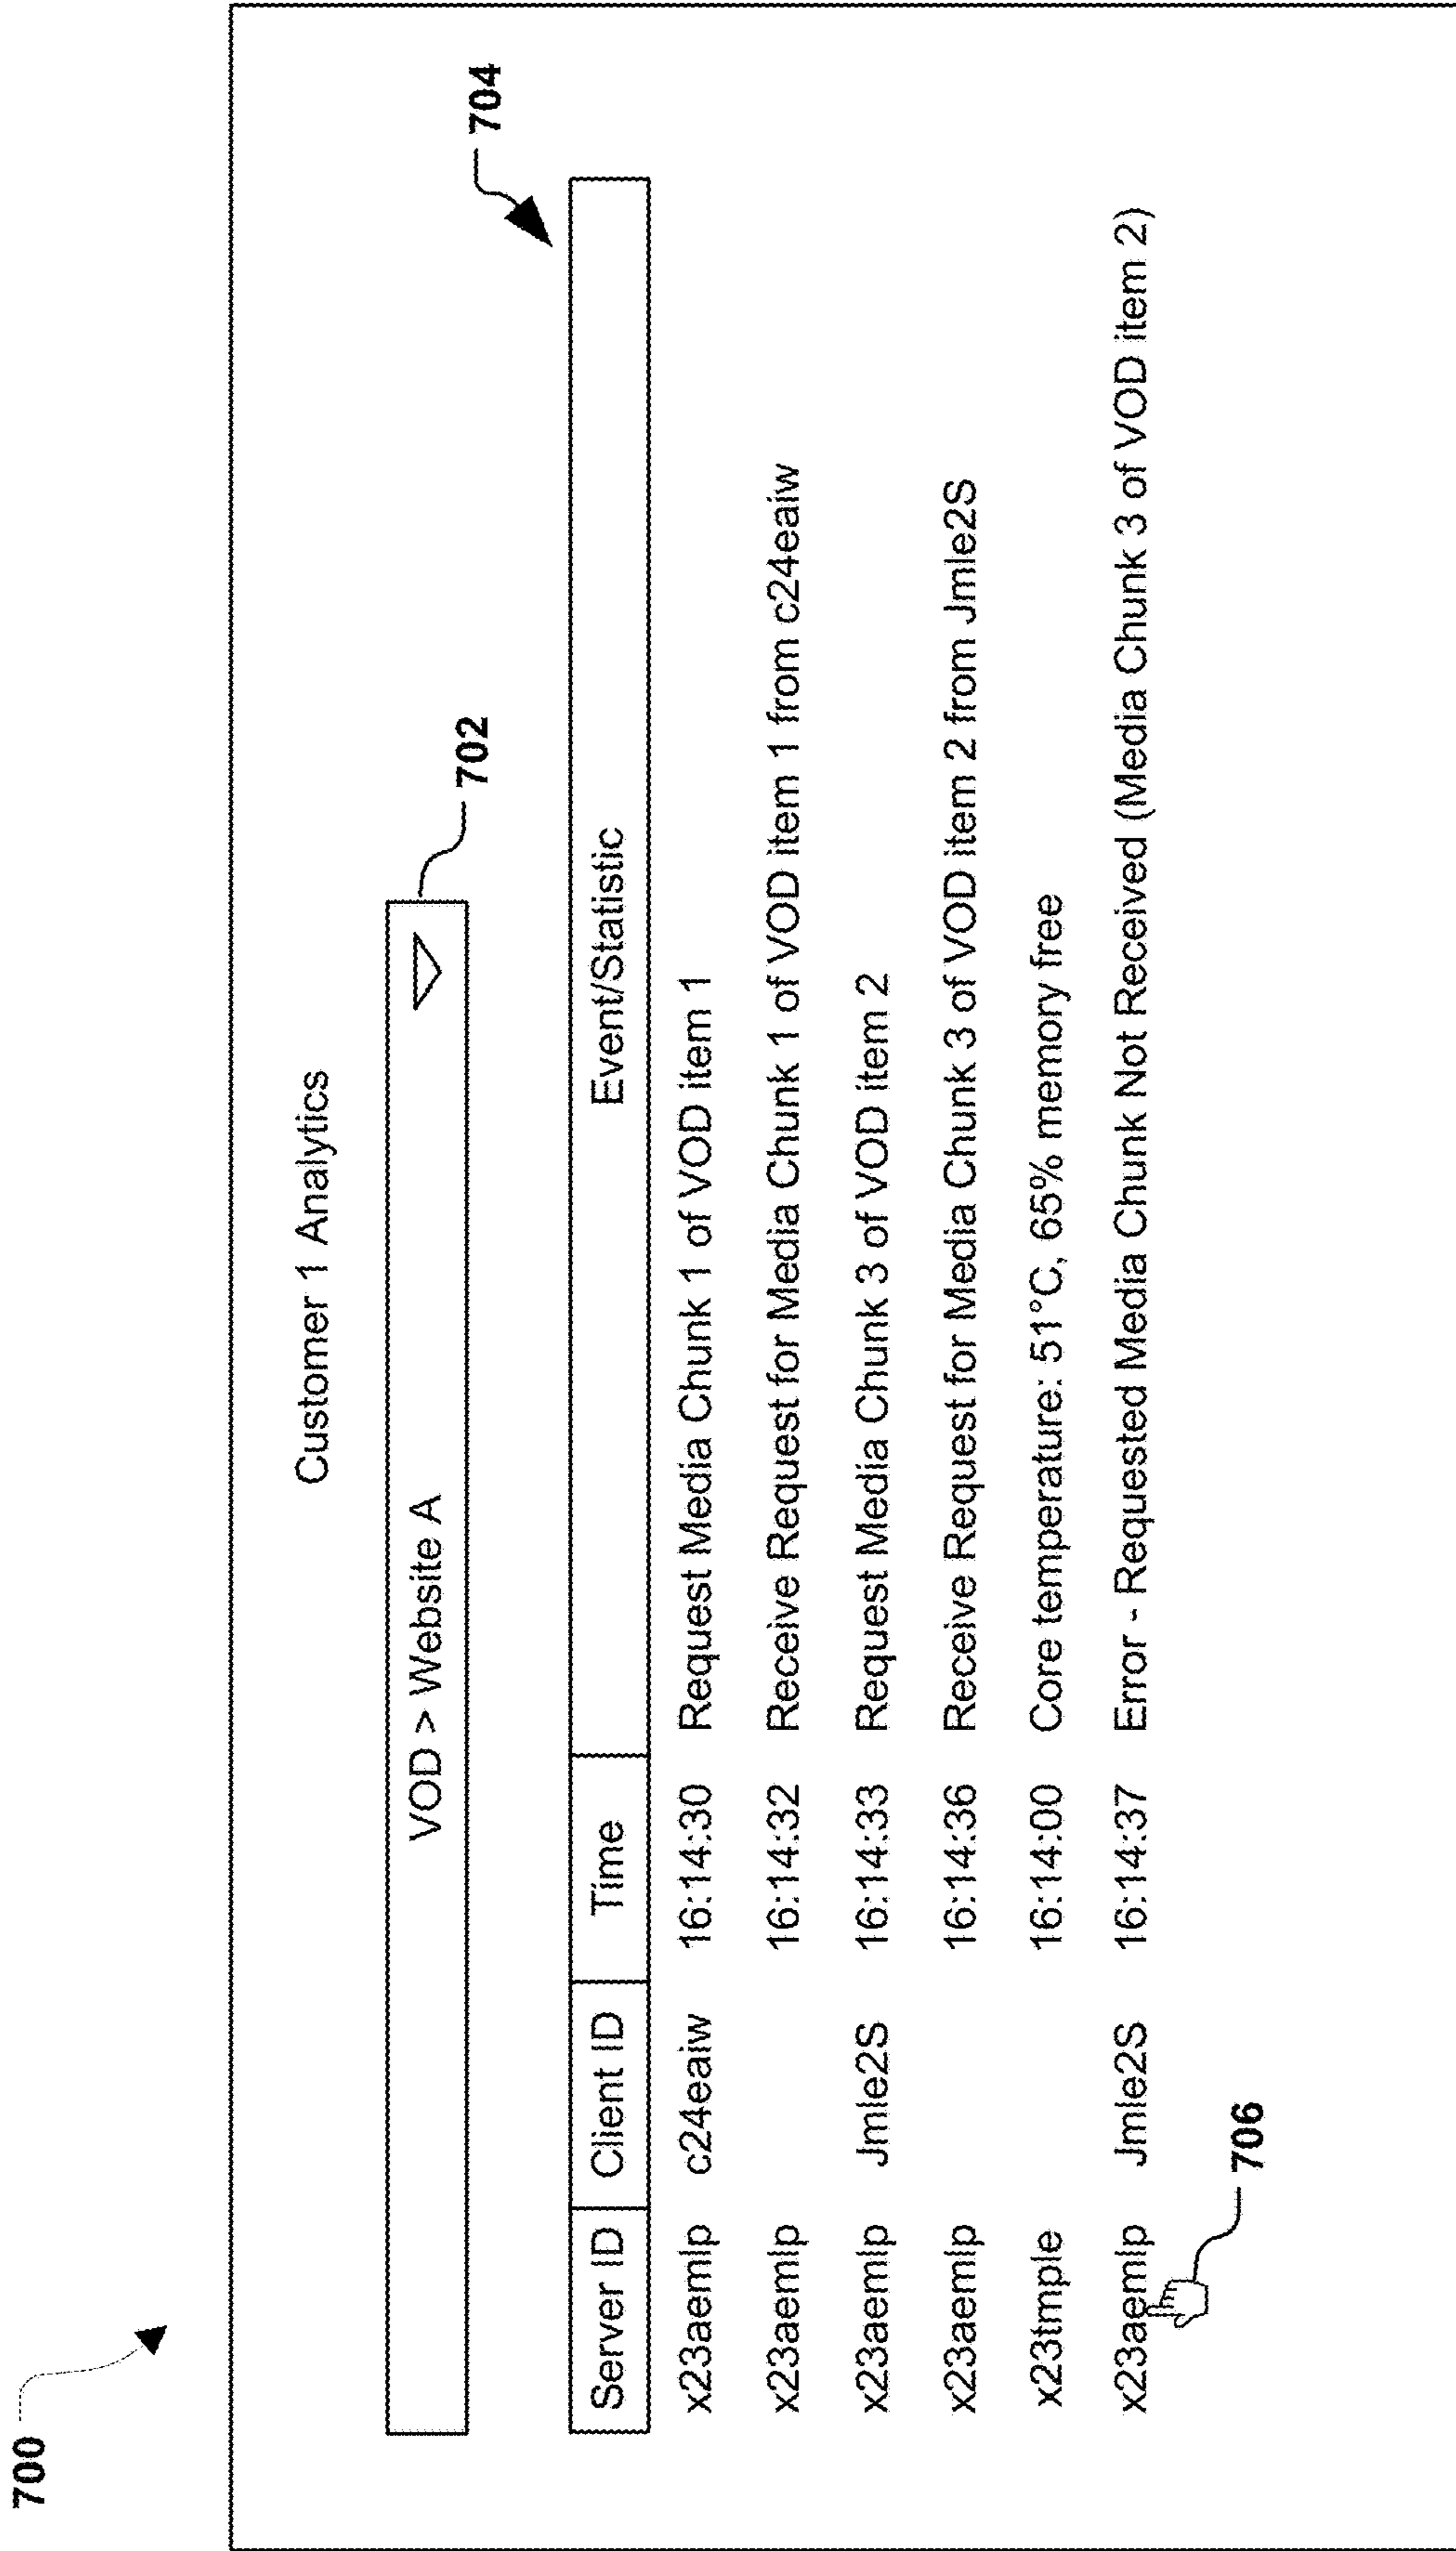 700
Customer 1 Analytics
VOD > Website A
702
704
Server ID Client ID Time Event/Statistic
x23aemlp c24eaiw 16:14:30 Request Media Chunk 1 of VOD item 1
x23aemlp 16:14:32 Receive Request for Media Chunk 1 of VOD item 1 from c24eaiw
x23aemlp Jmle2S 16:14:33 Request Media Chunk 3 of VOD item 2
x23aemlp 16:14:36 Receive Request for Media Chunk 3 of VOD item 2 from Jmle2S
x23tmple 16:14:00 Core temperature: 51°C, 65% memory free
x23aemlp Jmle2S 16:14:37 Error - Requested Media Chunk Not Received (Media Chunk 3 of VOD item 2)
706